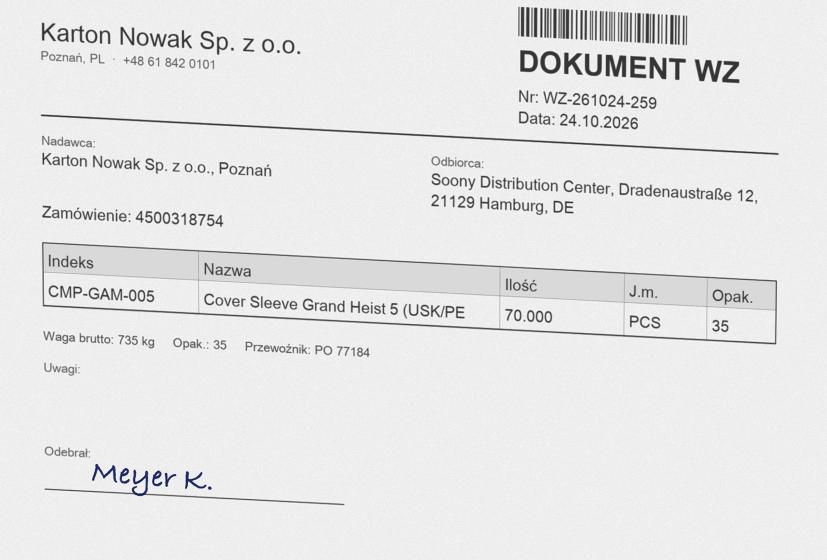 Karton Nowak Sp. z o.o.
Poznań, PL · +48 61 842 0101
DOKUMENT WZ
Nr: WZ-261024-259
Data: 24.10.2026
Nadawca:
Karton Nowak Sp. z o.o., Poznań
Odbiorca:
Soony Distribution Center, Dradenaustraße 12,
21129 Hamburg, DE
Zamówienie: 4500318754
Indeks Nazwa Ilość J.m. Opak.
CMP-GAM-005 Cover Sleeve Grand Heist 5 (USK/PE 70.000 PCS 35
Waga brutto: 735 kg Opak.: 35 Przewoźnik: PO 77184
Uwagi:
Odebrał:
Meyer K.